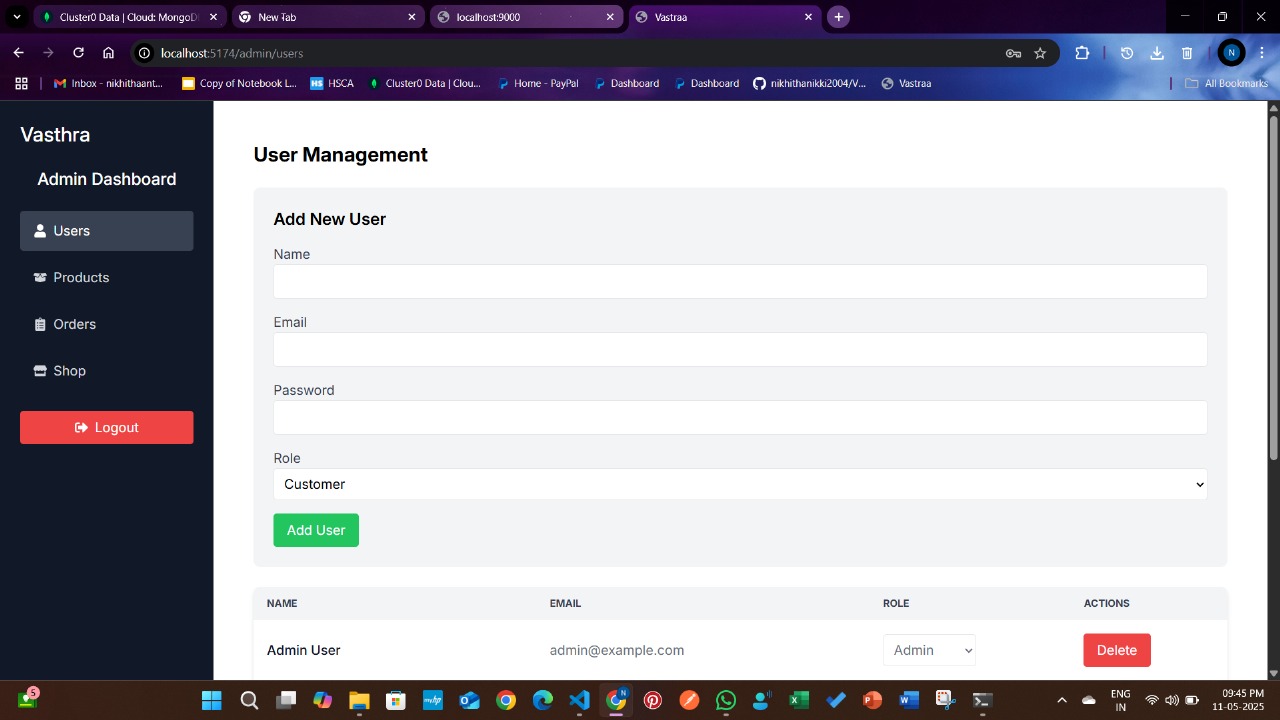 Cluster0 Data | Cloud: MongoD
New Tab
localhost:9000
Vastraa
localhost:5174/admin/users
N
Inbox - nikhithaant...
Copy of Notebook L...
HS HSCA
Cluster0 Data | Clou...
Home - PayPal
Dashboard
Dashboard
nikhithanikki2004/V...
Vastraa
All Bookmarks
Vasthra
Admin Dashboard
Users
Products
Orders
Shop
Logout
User Management
Add New User
Name
Email
Password
Role
Customer
Add User
NAME EMAIL ROLE ACTIONS
Admin User admin@example.com Admin Delete
5
ENG
IN
09:45 PM
11-05-2025